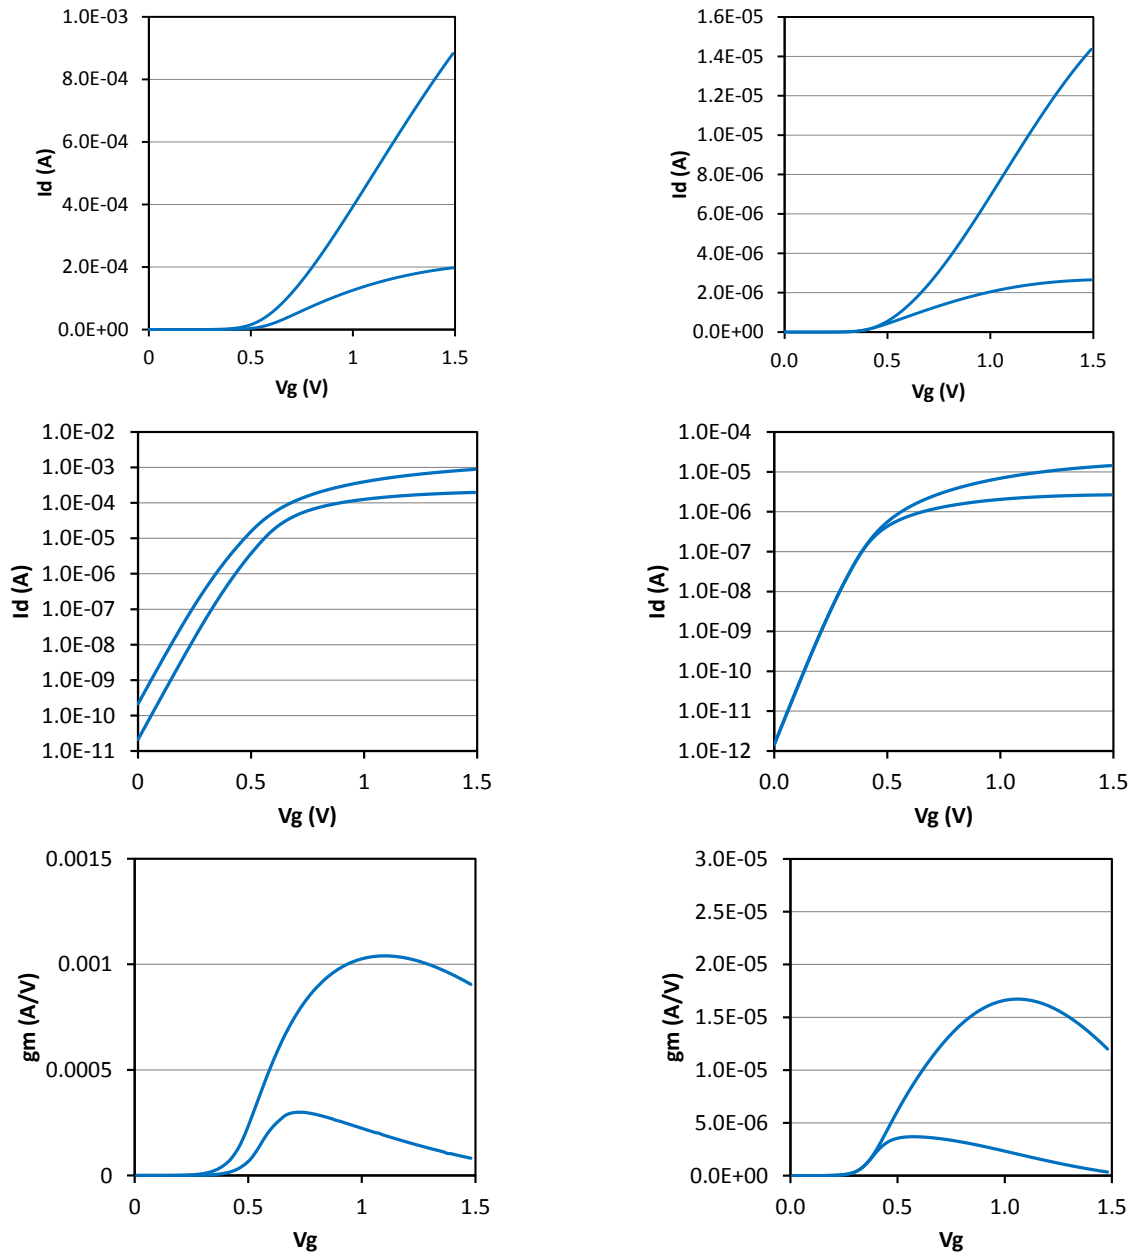 1.0E-03
8.0E-04
6.0E-04
4.0E-04
2.0E-04
0.0E+00
Id (A)
0 0.5 1 1.5
Vg (V)
1.6E-05
1.4E-05
1.2E-05
1.0E-05
8.0E-06
6.0E-06
4.0E-06
2.0E-06
0.0E+00
Id (A)
0.0 0.5 1.0 1.5
Vg (V)
1.0E-02
1.0E-03
1.0E-04
1.0E-05
1.0E-06
1.0E-07
1.0E-08
1.0E-09
1.0E-10
1.0E-11
Id (A)
0 0.5 1 1.5
Vg (V)
1.0E-04
1.0E-05
1.0E-06
1.0E-07
1.0E-08
1.0E-09
1.0E-10
1.0E-11
1.0E-12
Id (A)
0.0 0.5 1.0 1.5
Vg (V)
0.0015
0.001
0.0005
0
gm (A/V)
0 0.5 1 1.5
Vg
3.0E-05
2.5E-05
2.0E-05
1.5E-05
1.0E-05
5.0E-06
0.0E+00
gm (A/V)
0.0 0.5 1.0 1.5
Vg